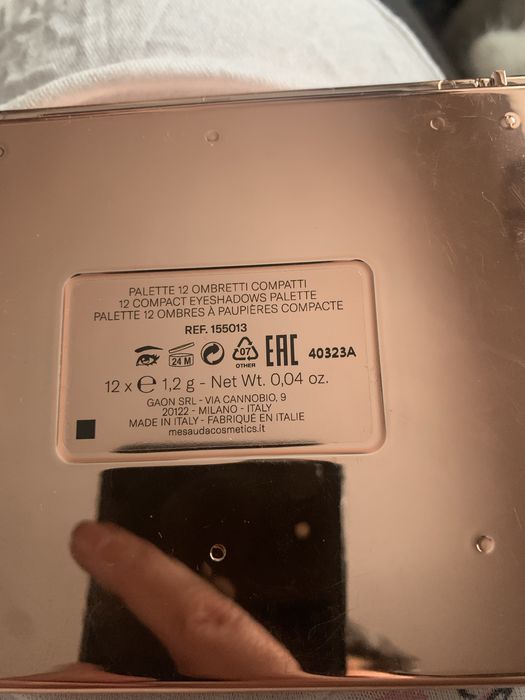 PALETTE 12 OMBRETTI COMPATTI
12 COMPACT EYESHADOWS PALETTE
PALETTE 12 OMBRES À PAUPIÈRES COMPACTE
REF. 155013
24 M 07 OTHER EAC 40323A
12 x e 1,2 g - Net Wt. 0,04 oz.
GAON SRL - VIA CANNOBIO, 9
20122 - MILANO - ITALY
MADE IN ITALY - FABRIQUÉ EN ITALIE
mesaudacosmetics.it